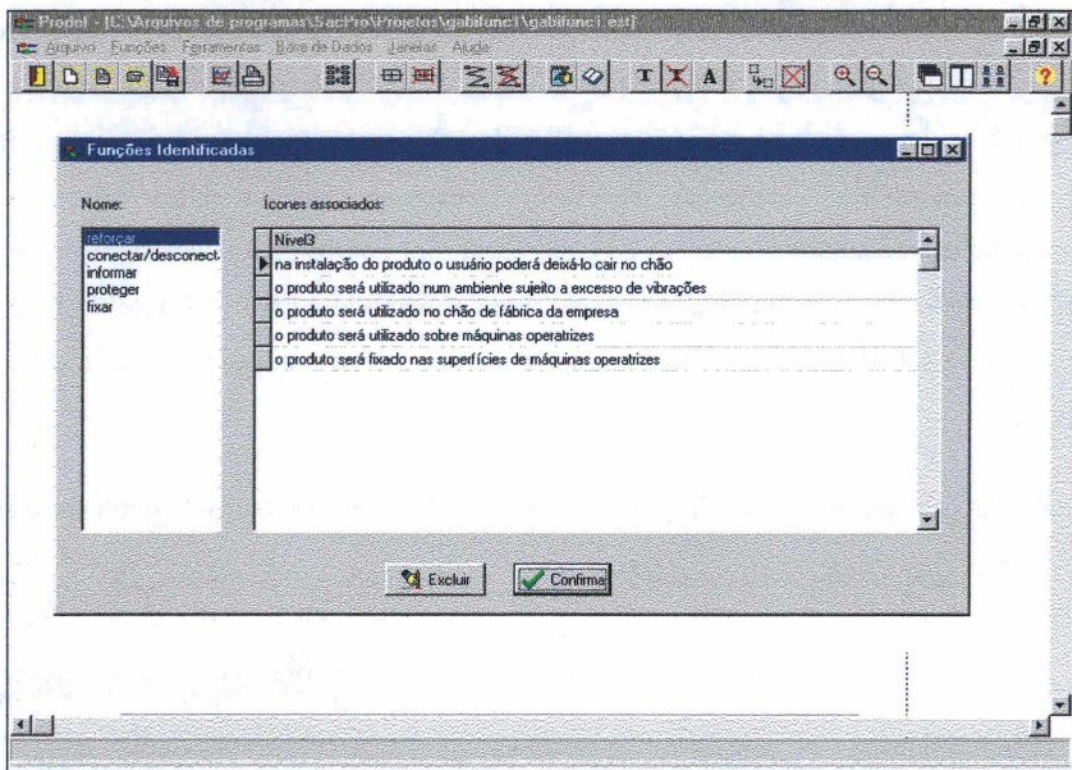 Prodel - [C:\Arquivos de programas\SacPro\Projetos\gabifunc1\gabifunc1.est]
Arquivo Funções Ferramentas Base de Dados Janelas Ajuda
T T A ?
Funções Identificadas
Nome: Ícones associados:
reforçar
conectar/desconect.
informar
proteger
fixar
Nivel3
na instalação do produto o usuário poderá deixá-lo cair no chão
o produto será utilizado num ambiente sujeito a excesso de vibrações
o produto será utilizado no chão de fábrica da empresa
o produto será utilizado sobre máquinas operatrizes
o produto será fixado nas superfícies de máquinas operatrizes
Excluir Confirma